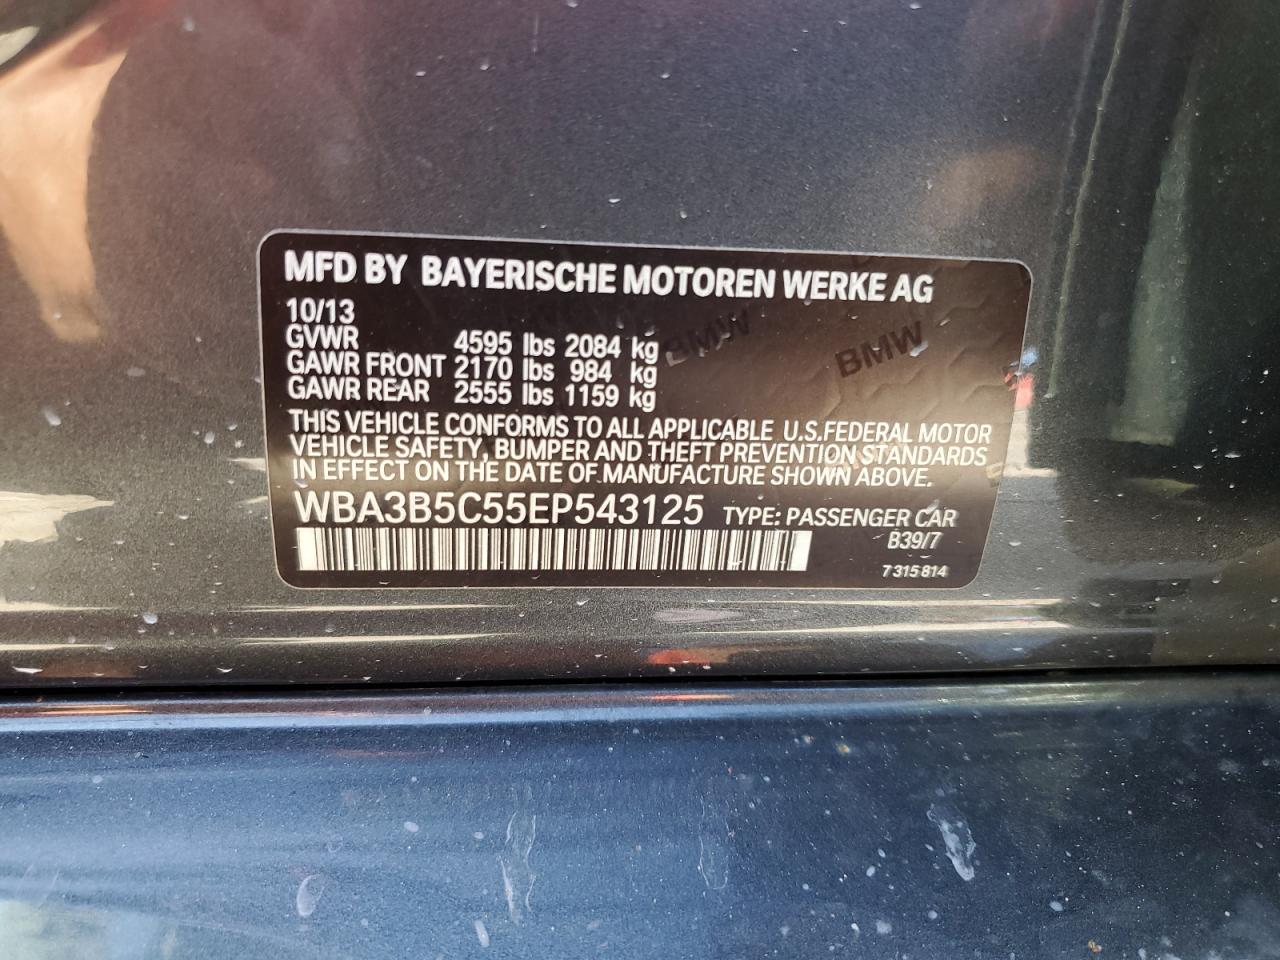 MFD BY BAYERISCHE MOTOREN WERKE AG
10/13
GVWR 4595 lbs 2084 kg
GAWR FRONT 2170 lbs 984 kg
GAWR REAR 2555 lbs 1159 kg
BMW BMW
THIS VEHICLE CONFORMS TO ALL APPLICABLE U.S.FEDERAL MOTOR
VEHICLE SAFETY, BUMPER AND THEFT PREVENTION STANDARDS
IN EFFECT ON THE DATE OF MANUFACTURE SHOWN ABOVE.
WBA3B5C55EP543125 TYPE: PASSENGER CAR
B39/7
7 315 814